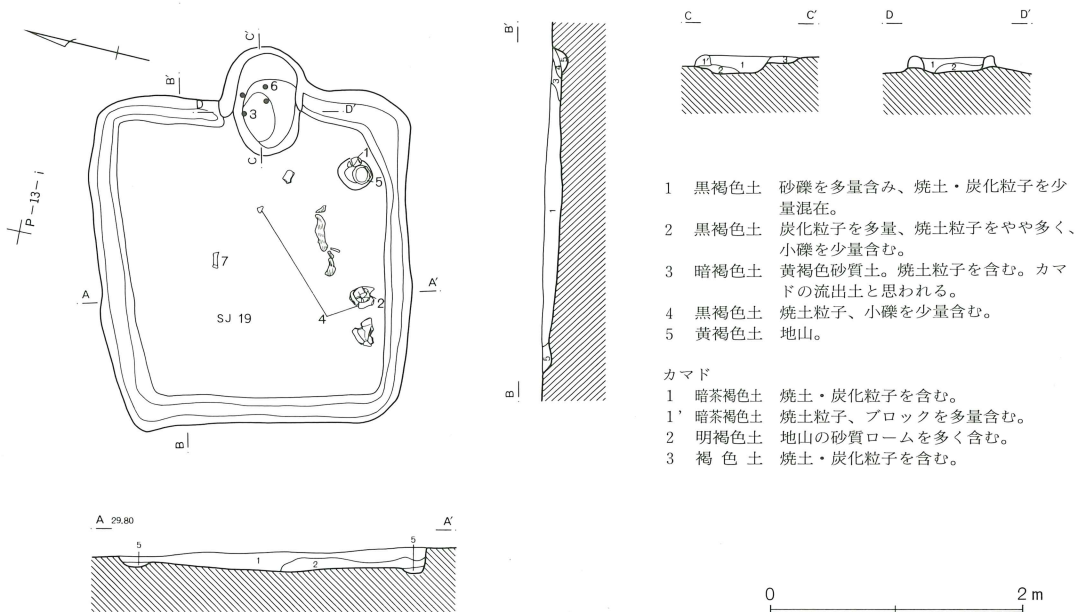 C C′ D D′
1′ 1 2 3
1 2
C′
B′
D
D′
6
3
C
1
5
P-13-i
7
A
A′
2
4
SJ 19
B
B′
5
4
3
1
5
B
1 黒褐色土 砂礫を多量含み、焼土・炭化粒子を少
量混在。
2 黒褐色土 炭化粒子を多量、焼土粒子をやや多く、
小礫を少量含む。
3 暗褐色土 黄褐色砂質土。焼土粒子を含む。カマ
ドの流出土と思われる。
4 黒褐色土 焼土粒子、小礫を少量含む。
5 黄褐色土 地山。
カマド
1 暗茶褐色土 焼土・炭化粒子を含む。
1’ 暗茶褐色土 焼土粒子、ブロックを多量含む。
2 明褐色土 地山の砂質ロームを多く含む。
3 褐色土 焼土・炭化粒子を含む。
A 29.80 A′
5 5
1 2
0 2m